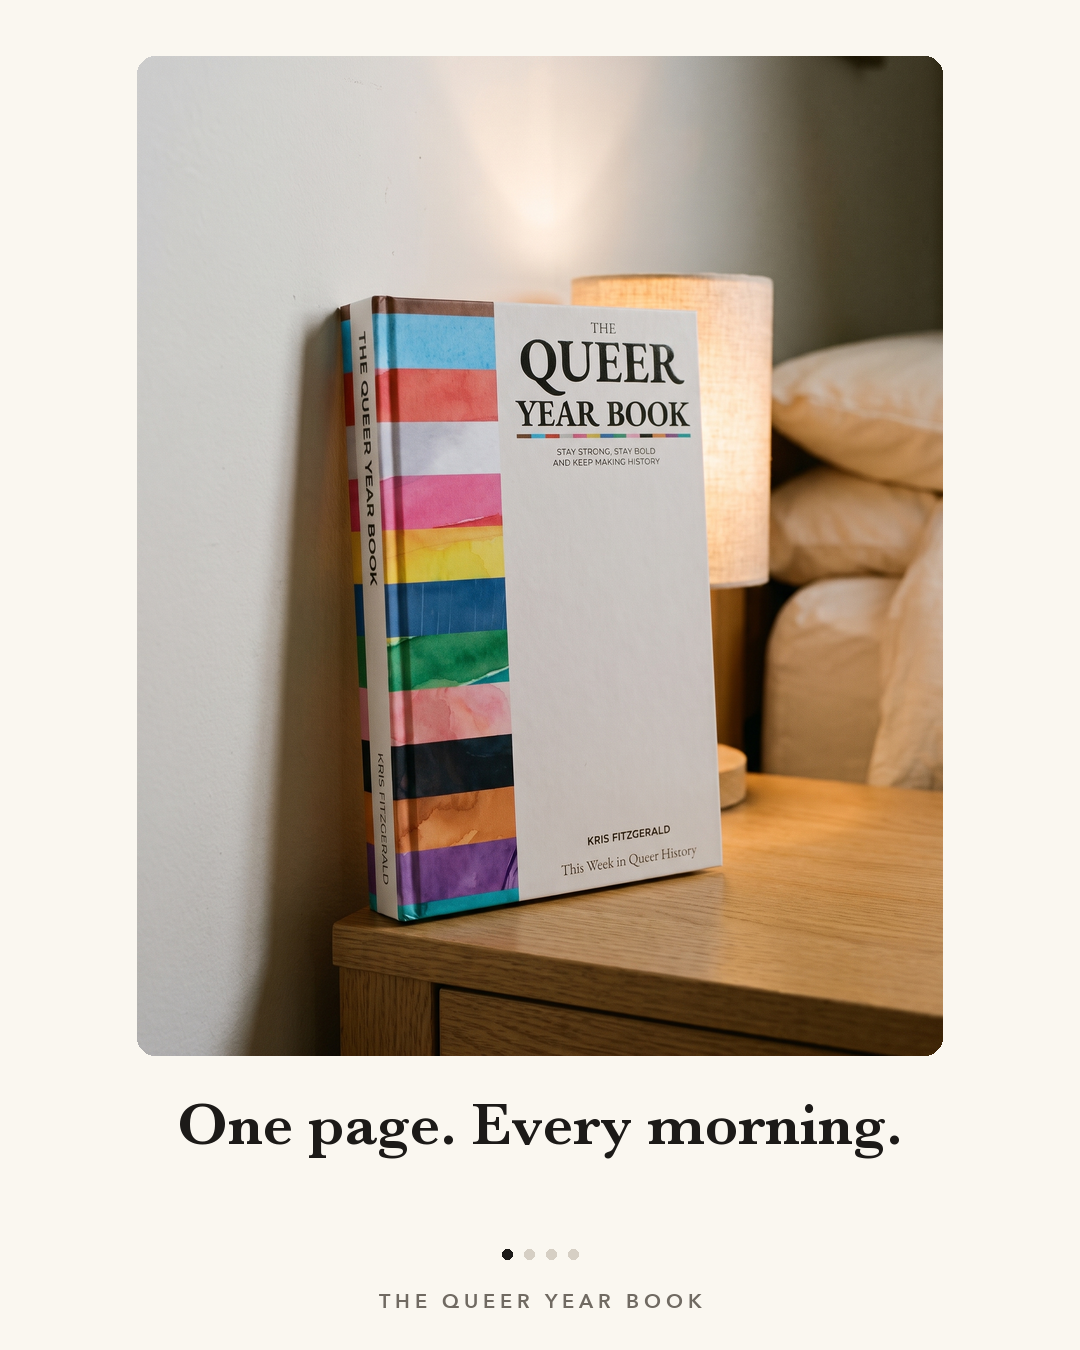 THE QUEER YEAR BOOK
KRIS FITZGERALD
THE
QUEER
YEAR BOOK
STAY STRONG, STAY BOLD
AND KEEP MAKING HISTORY
KRIS FITZGERALD
This Week in Queer History
One page. Every morning.
THE QUEER YEAR BOOK